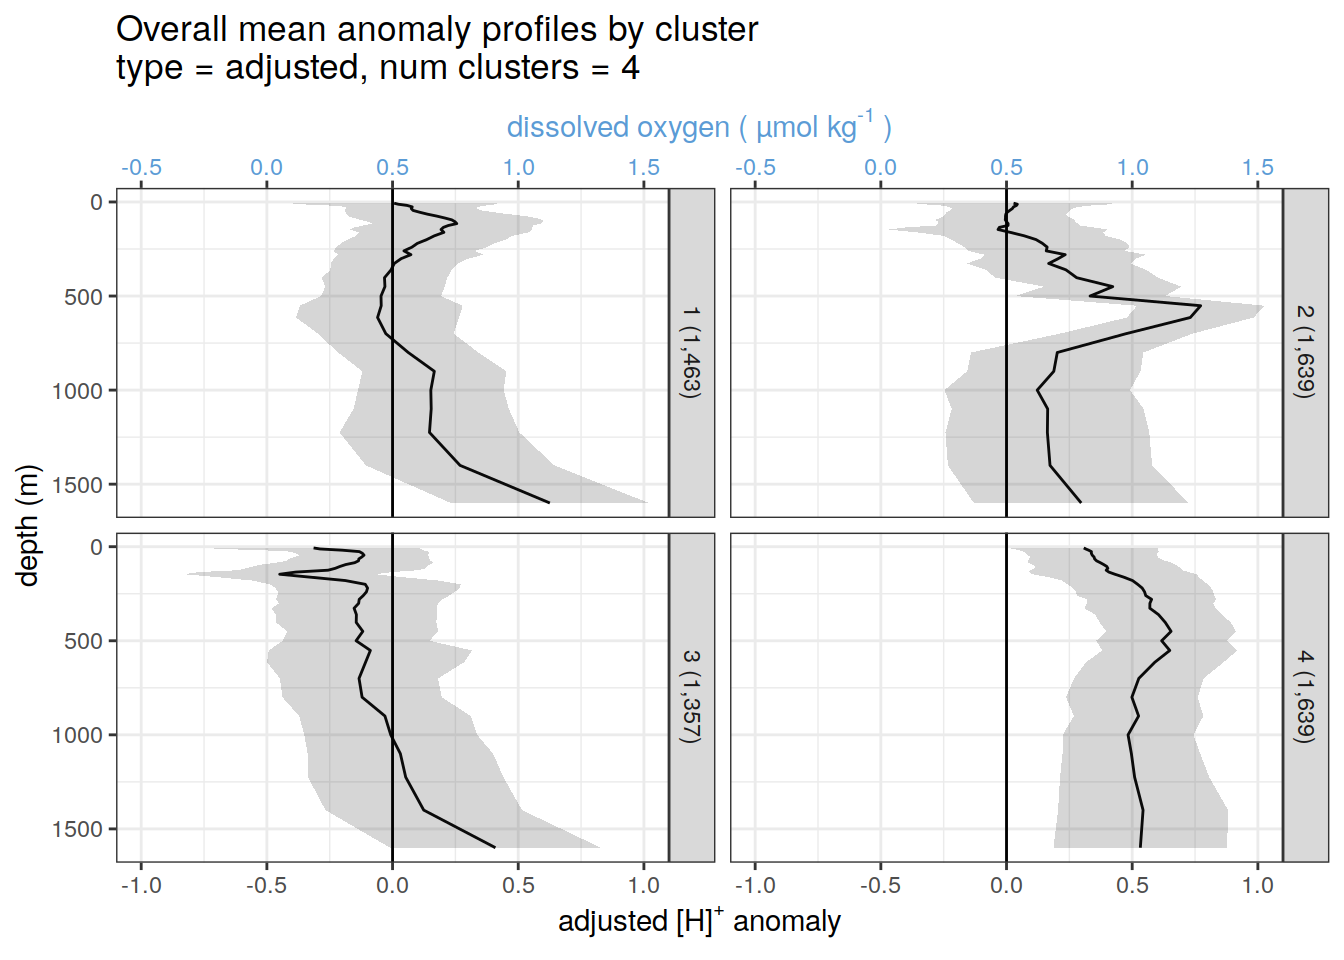 Overall mean anomaly profiles by cluster
type = adjusted, num clusters = 4
dissolved oxygen ( µmol kg⁻¹ )
-0.5 0.0 0.5 1.0 1.5 -0.5 0.0 0.5 1.0 1.5
0
500
1000
1500
1 (1,463)
2 (1,639)
depth (m)
0
500
1000
1500
3 (1,357)
4 (1,639)
-1.0 -0.5 0.0 0.5 1.0 -1.0 -0.5 0.0 0.5 1.0
adjusted [H]⁺ anomaly